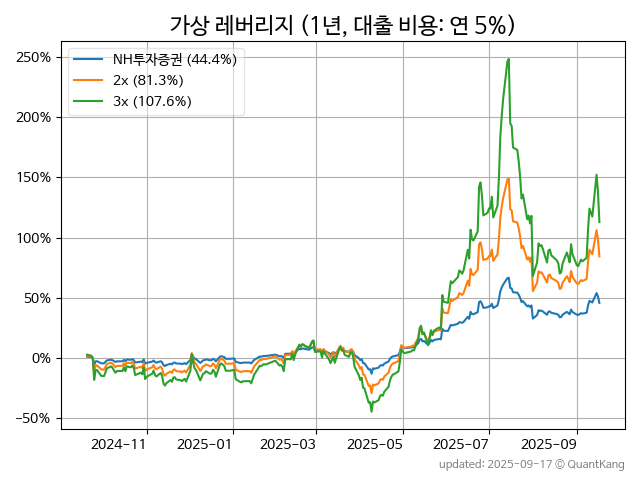 가상 레버리지 (1년, 대출 비용: 연 5%)
NH투자증권 (44.4%)
2x (81.3%)
3x (107.6%)
250%
200%
150%
100%
50%
0%
−50%
2024-11
2025-01
2025-03
2025-05
2025-07
2025-09
updated: 2025-09-17 © QuantKang